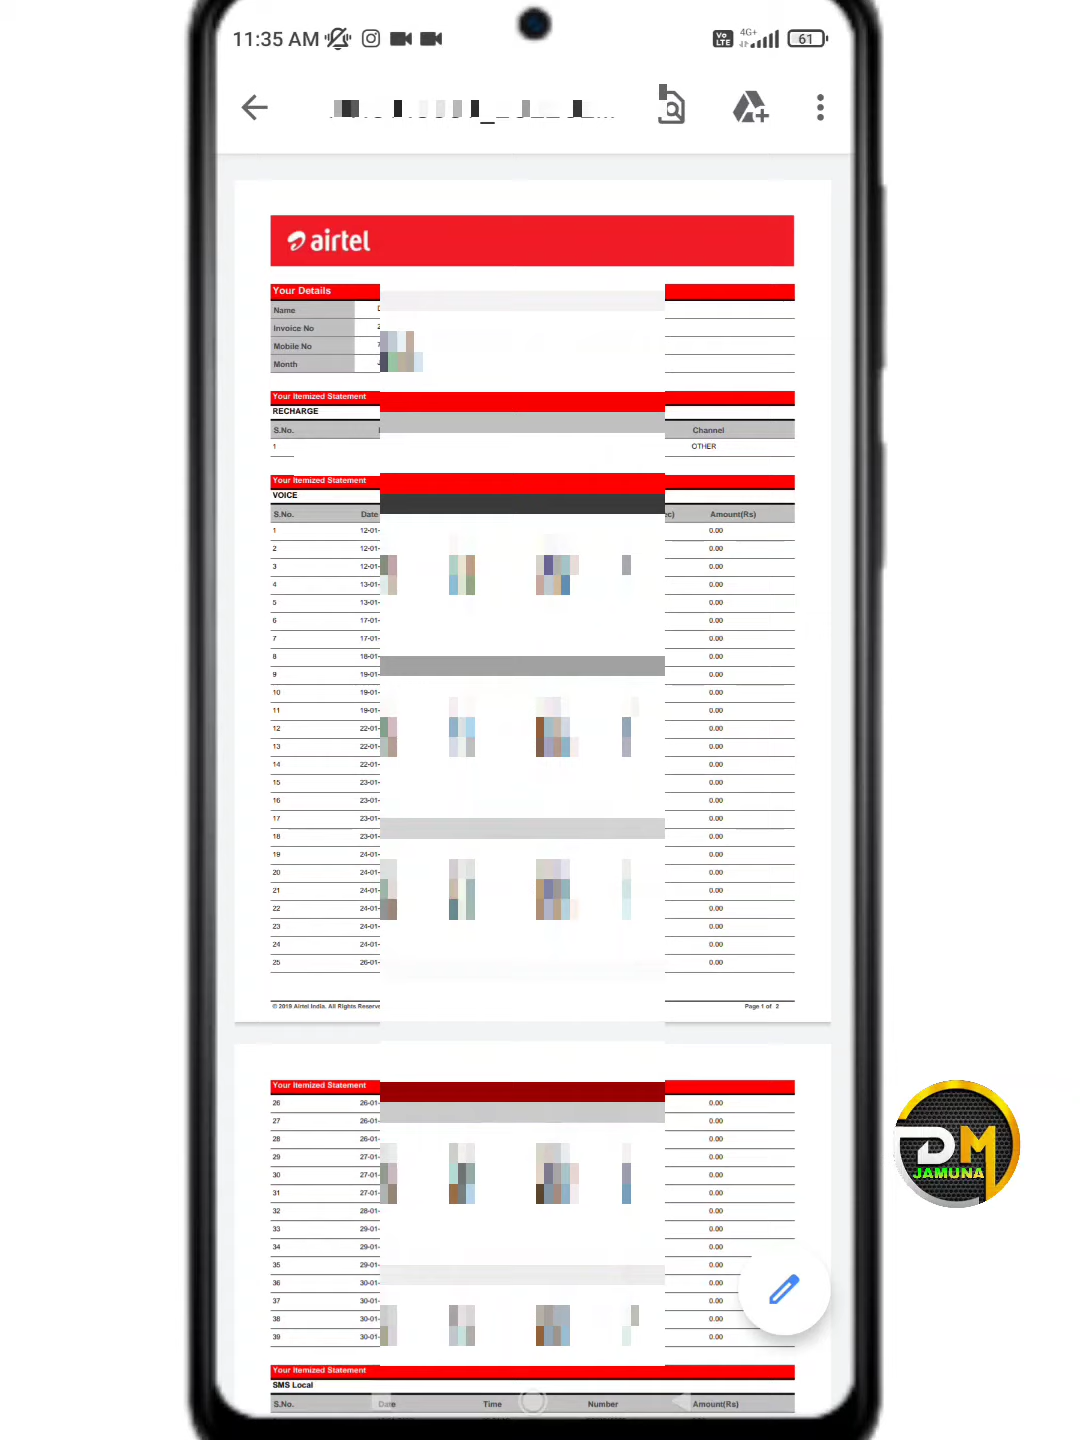 11:35 AM
Vo LTE 4G+ 61
airtel
Your Details
Name
Invoice No
Mobile No
Month
Your Itemized Statement
RECHARGE
S.No. Channel
1 OTHER
Your Itemized Statement
VOICE
S.No. Date Amount(Rs)
1 12-01- 0.00
2 12-01- 0.00
3 12-01- 0.00
4 13-01- 0.00
5 13-01- 0.00
6 17-01- 0.00
7 17-01- 0.00
8 18-01- 0.00
9 19-01- 0.00
10 19-01- 0.00
11 19-01- 0.00
12 22-01- 0.00
13 22-01- 0.00
14 22-01- 0.00
15 23-01- 0.00
16 23-01- 0.00
17 23-01- 0.00
18 23-01- 0.00
19 24-01- 0.00
20 24-01- 0.00
21 24-01- 0.00
22 24-01- 0.00
23 24-01- 0.00
24 24-01- 0.00
25 26-01- 0.00
© 2019 Airtel India. All Rights Reserve Page 1 of 2
Your Itemized Statement
26 26-01- 0.00
27 26-01- 0.00
28 26-01- 0.00
29 27-01- 0.00
30 27-01- 0.00
31 27-01- 0.00
32 28-01- 0.00
33 29-01- 0.00
34 29-01- 0.00
35 29-01- 0.00
36 30-01- 0.00
37 30-01- 0.00
38 30-01- 0.00
39 30-01- 0.00
Your Itemized Statement
SMS Local
S.No. Date Time Number Amount(Rs)
DM
JAMUNA